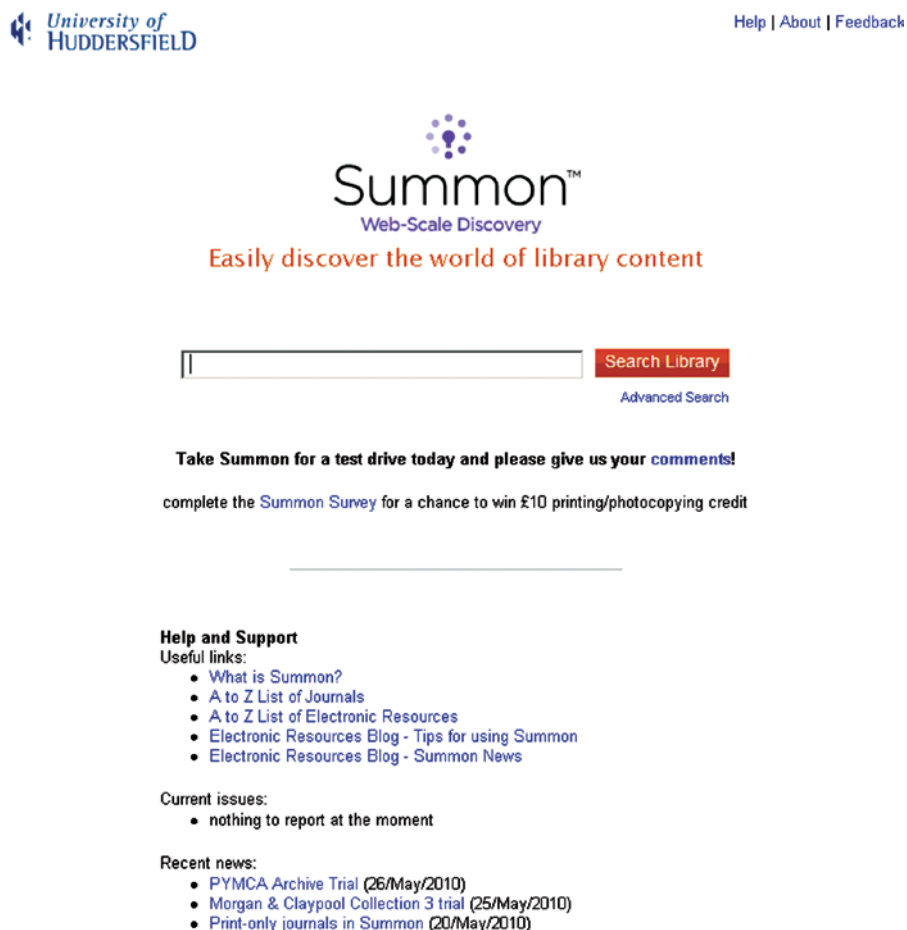 University of
HUDDERSFIELD
Help | About | Feedback
Summon™
Web-Scale Discovery
Easily discover the world of library content
Search Library
Advanced Search
Take Summon for a test drive today and please give us your comments!
complete the Summon Survey for a chance to win £10 printing/photocopying credit
Help and Support
Useful links:
• What is Summon?
• A to Z List of Journals
• A to Z List of Electronic Resources
• Electronic Resources Blog - Tips for using Summon
• Electronic Resources Blog - Summon News
Current issues:
• nothing to report at the moment
Recent news:
• PYMCA Archive Trial (26/May/2010)
• Morgan & Claypool Collection 3 trial (25/May/2010)
• Print-only journals in Summon (20/May/2010)